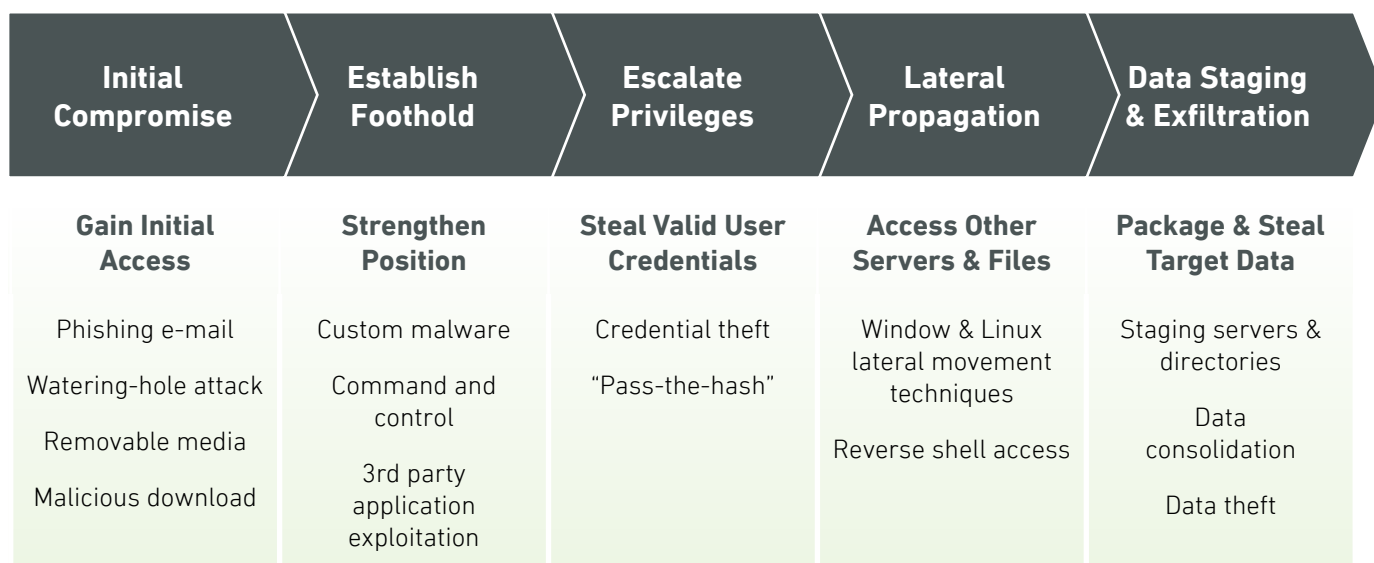 Initial
Compromise
Establish
Foothold
Escalate
Privileges
Lateral
Propagation
Data Staging
& Exfiltration
Gain Initial
Access
Phishing e-mail
Watering-hole attack
Removable media
Malicious download
Strengthen
Position
Custom malware
Command and
control
3rd party
application
exploitation
Steal Valid User
Credentials
Credential theft
“Pass-the-hash”
Access Other
Servers & Files
Window & Linux
lateral movement
techniques
Reverse shell access
Package & Steal
Target Data
Staging servers &
directories
Data
consolidation
Data theft